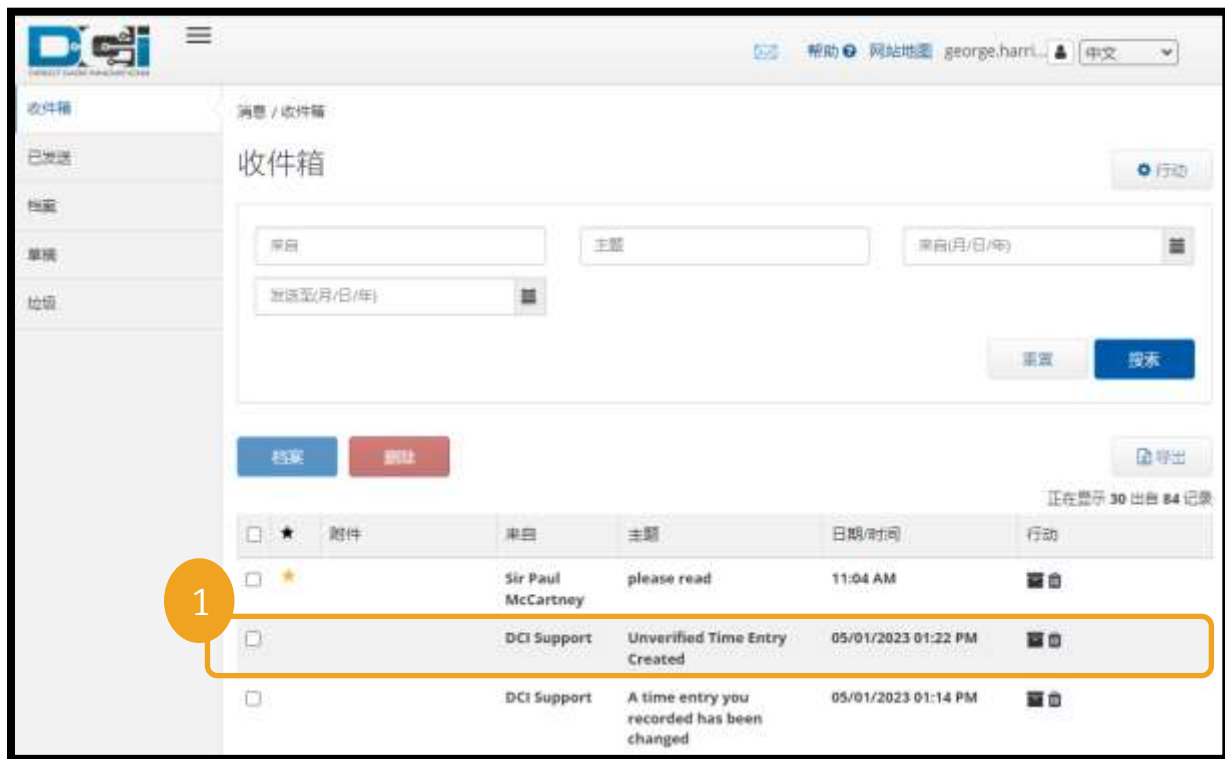 DCI
DIRECT CARE INNOVATIONS
帮助 网站地图 george.harri... 中文
收件箱
已发送
档案
草稿
垃圾
消息 / 收件箱
收件箱
行动
来自 主题 来自(月/日/年)
发送至(月/日/年)
重置 搜索
档案 删除 导出
正在显示 30 出自 84 记录
附件 来自 主题 日期/时间 行动
Sir Paul McCartney please read 11:04 AM
1
DCI Support Unverified Time Entry Created 05/01/2023 01:22 PM
DCI Support A time entry you recorded has been changed 05/01/2023 01:14 PM